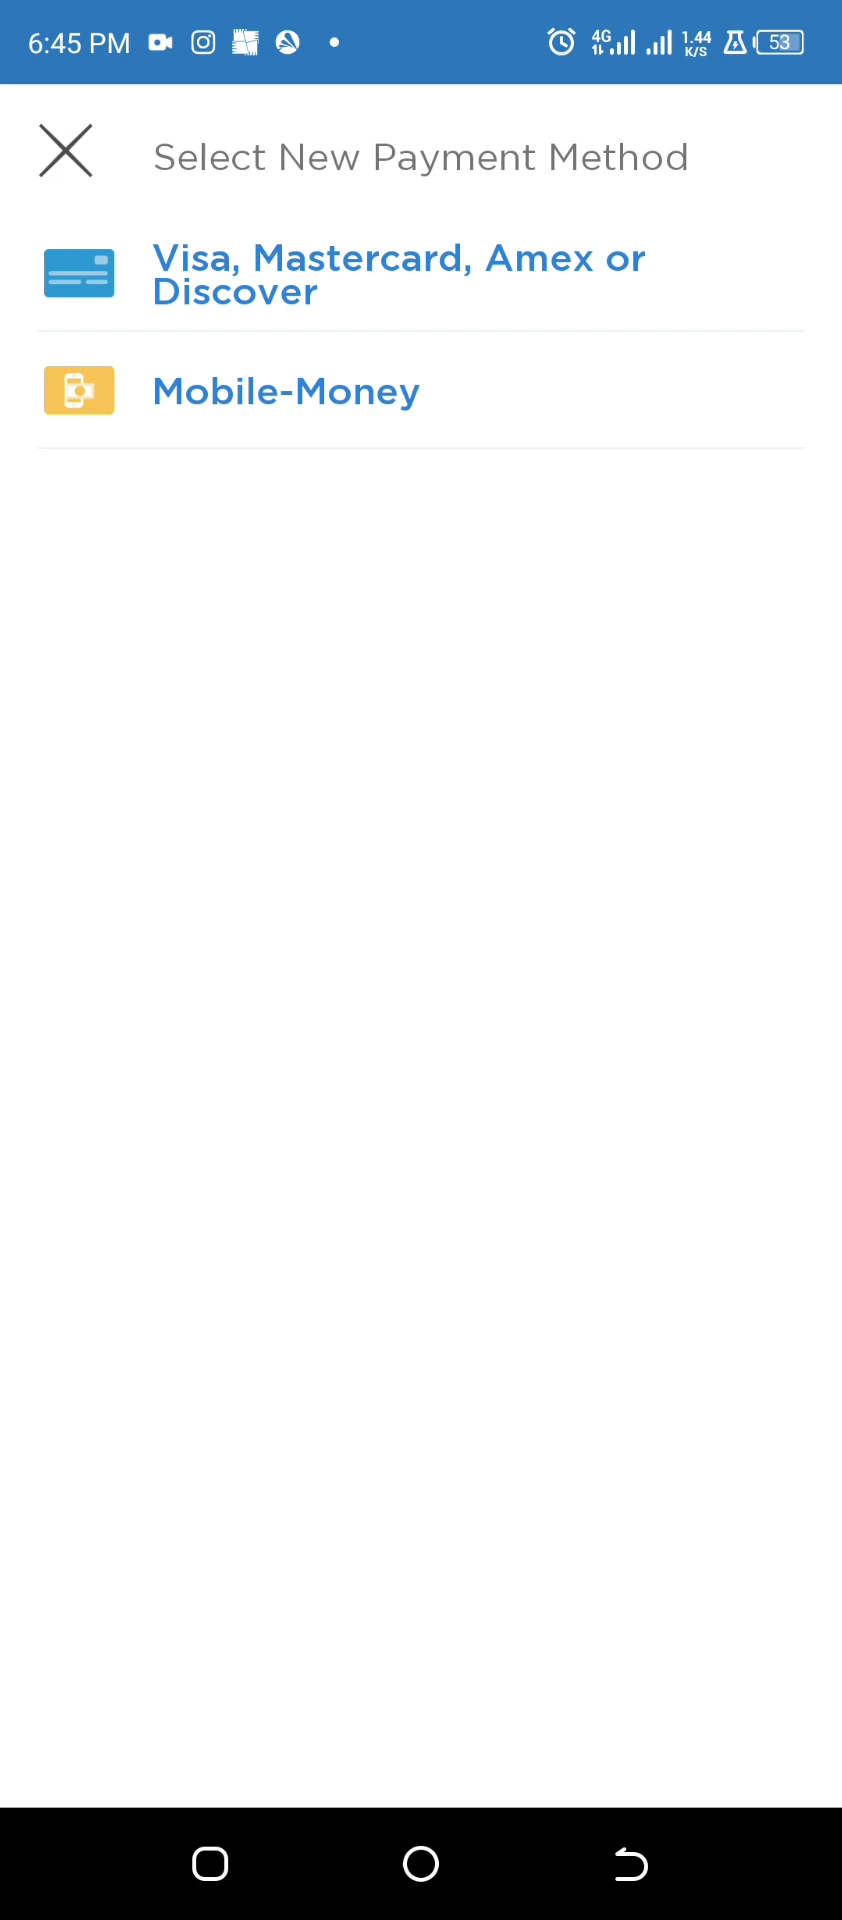 6:45 PM
4G
1.44
K/S
53
Select New Payment Method
Visa, Mastercard, Amex or
Discover
Mobile-Money